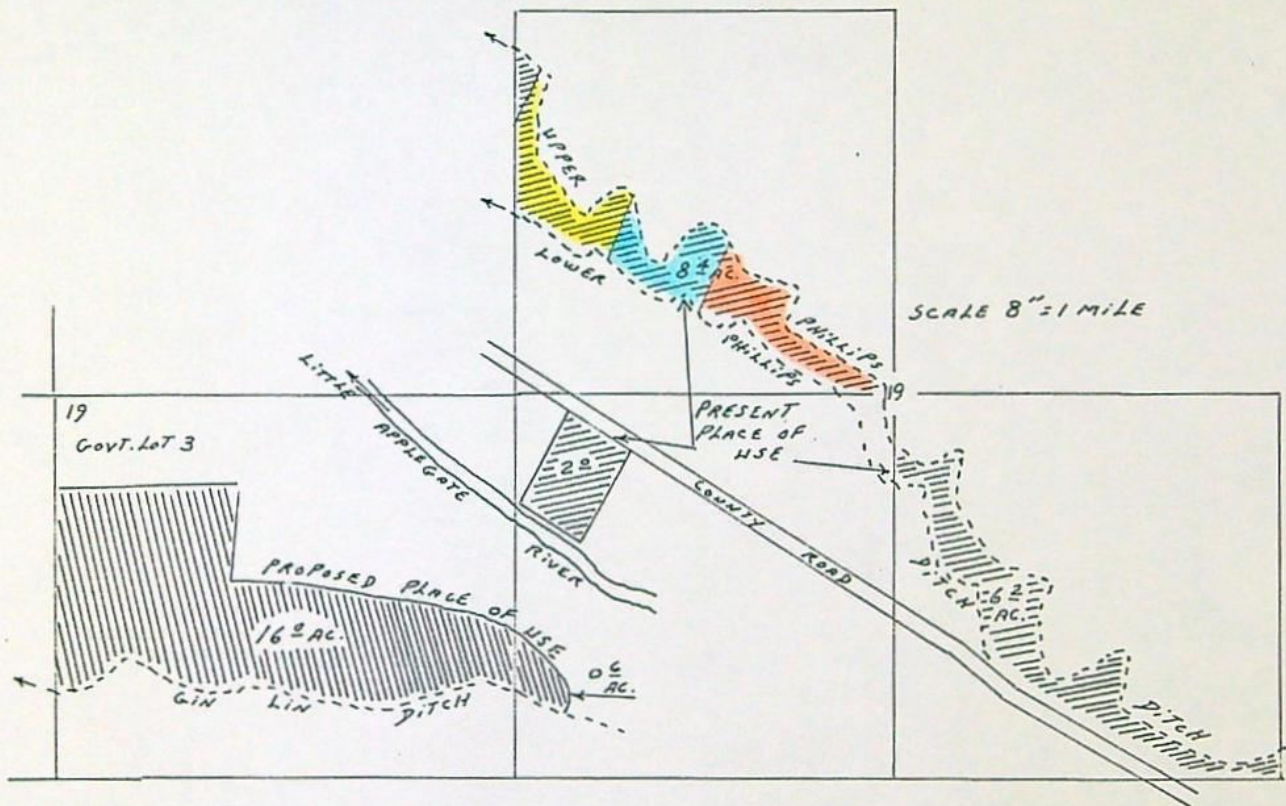 UPPER
LOWER
8 4 AC.
PHILLIPS
PHILLIPS
SCALE 8" = 1 MILE
LITTLE
APPLEGATE
RIVER
19
GOVT. LOT 3
19
PRESENT
PLACE OF
USE
2 0
COUNTY
ROAD
DITCH
6 2
AC.
DITCH
PROPOSED PLACE OF USE
16 0 AC.
0 6
AC.
GIN LIN DITCH